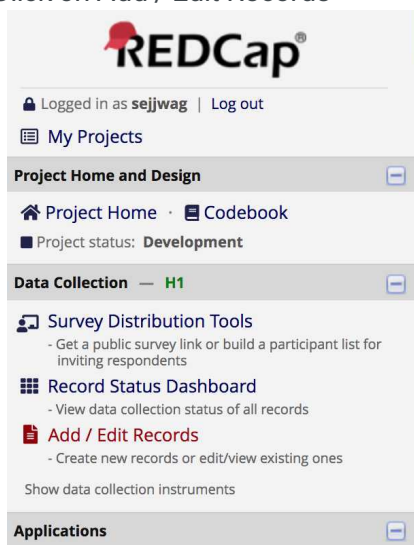 Click on Add / Edit Records
REDCap®
Logged in as sejjwag | Log out
My Projects
Project Home and Design
Project Home · Codebook
Project status: Development
Data Collection — H1
Survey Distribution Tools
- Get a public survey link or build a participant list for
inviting respondents
Record Status Dashboard
- View data collection status of all records
Add / Edit Records
- Create new records or edit/view existing ones
Show data collection instruments
Applications